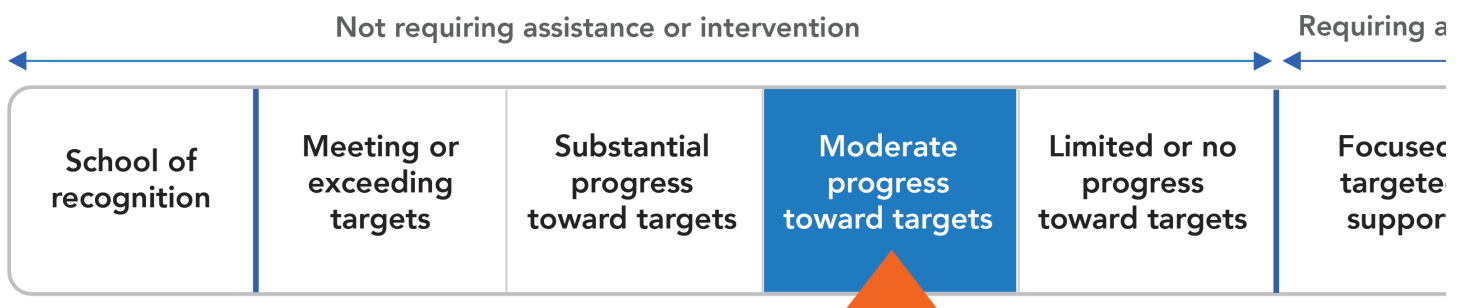 Not requiring assistance or intervention
Requiring
School of
recognition
Meeting or
exceeding
targets
Substantial
progress
toward targets
Moderate
progress
toward targets
Limited or no
progress
toward targets